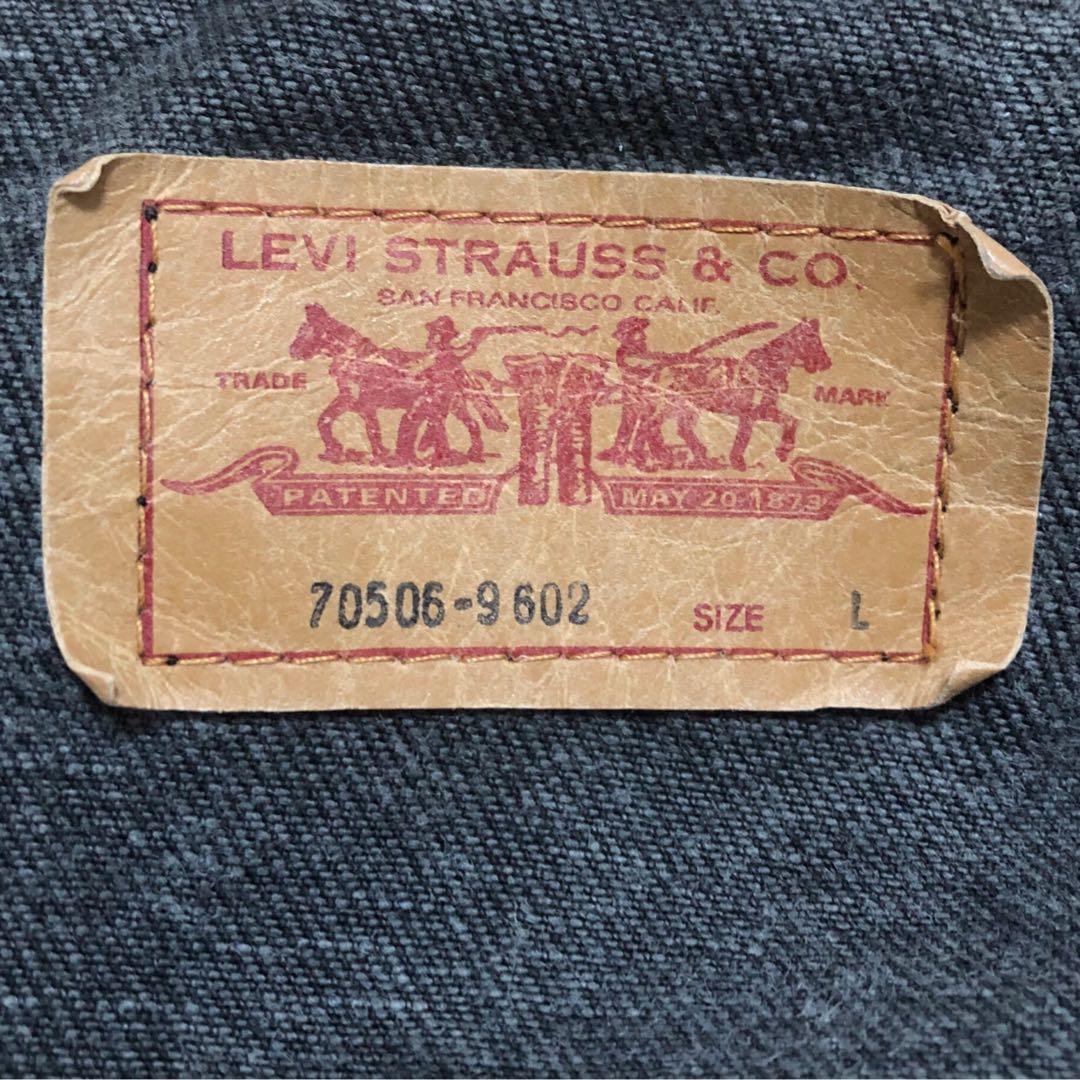 LEVI STRAUSS & CO.
SAN FRANCISCO CALIF.
TRADE MARK
PATENTED MAY 20 1873
70506-9602 SIZE L